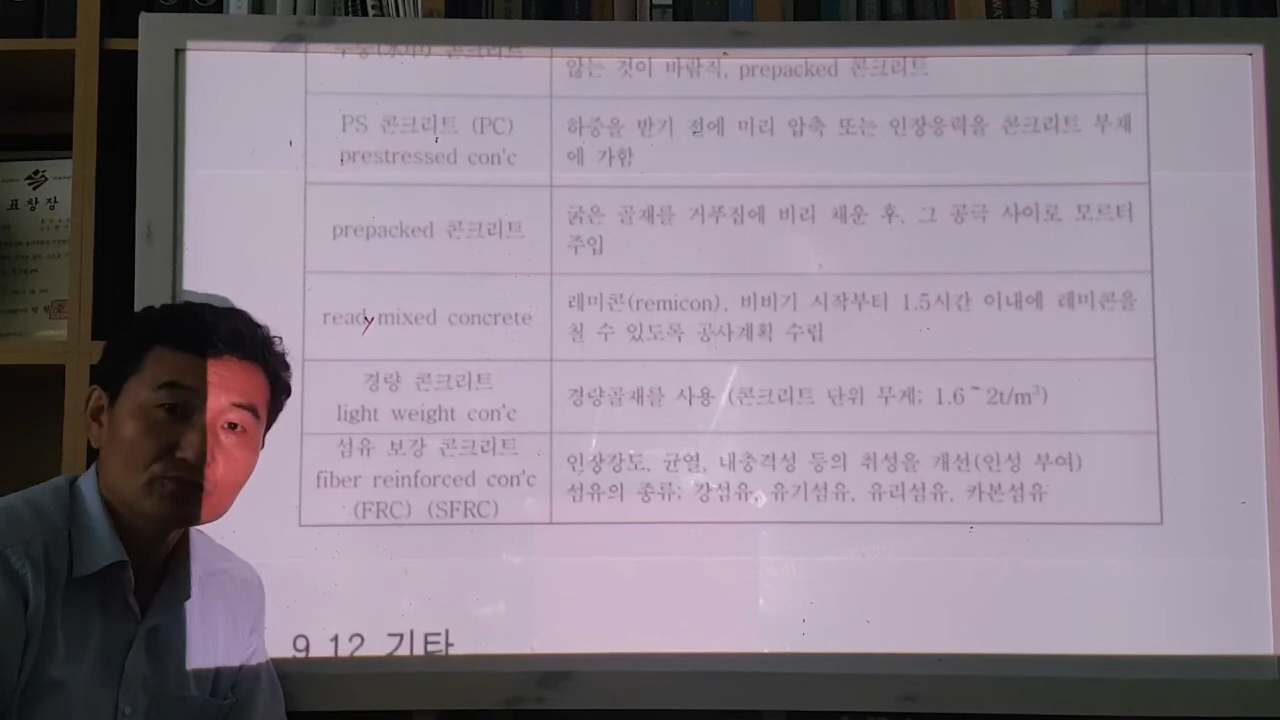 않는 것이 바람직, prepacked 콘크리트
PS 콘크리트 (PC)
prestressed con'c
하중을 받기 전에 미리 압축 또는 인장응력을 콘크리트 부재
에 가함
prepacked 콘크리트
굵은 골재를 거푸집에 미리 채운 후, 그 공극 사이로 모르터
주입
ready mixed concrete
레미콘(remicon), 비비기 시작부터 1.5시간 이내에 레미콘을
칠 수 있도록 공사계획 수립
경량 콘크리트
light weight con'c
경량골재를 사용 (콘크리트 단위 무게; 1.6~2t/m³)
섬유 보강 콘크리트
fiber reinforced con'c
(FRC) (SFRC)
인장강도, 균열, 내충격성 등의 취성을 개선(인성 부여)
섬유의 종류; 강섬유, 유기섬유, 유리섬유, 카본섬유
9.12 기타
표창장